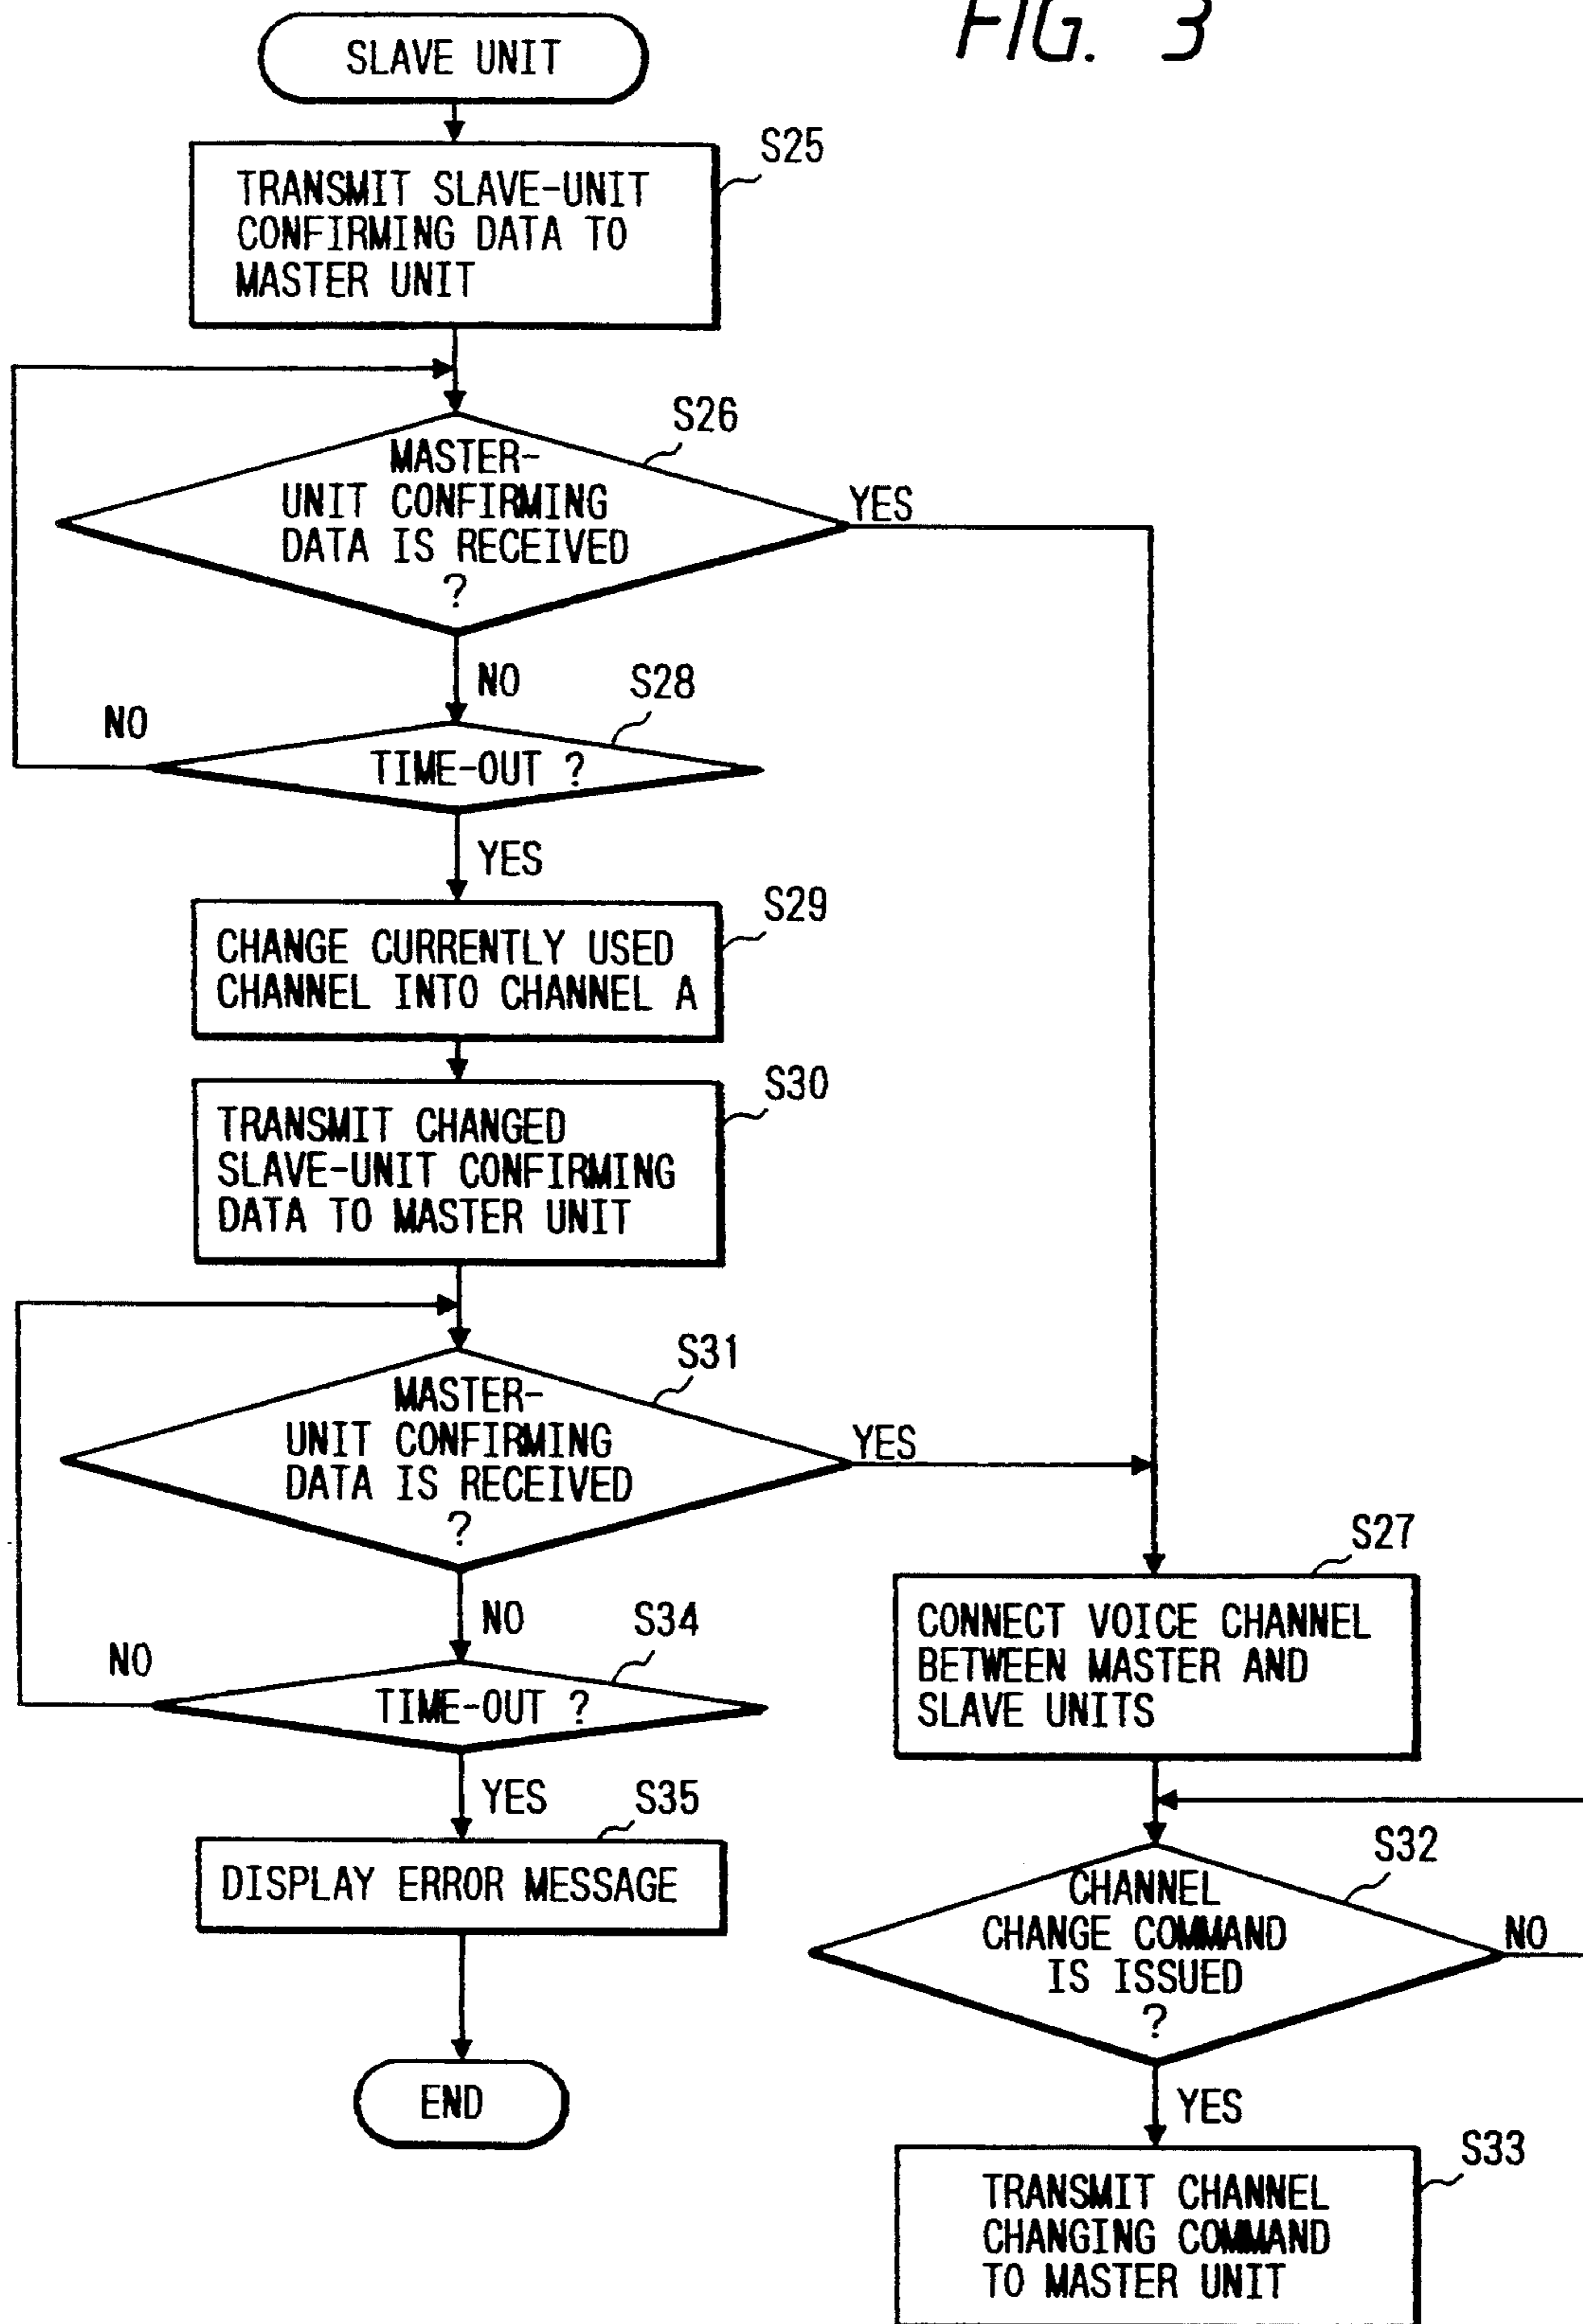 FIG. 3
SLAVE UNIT
S25
TRANSMIT SLAVE-UNIT
CONFIRMING DATA TO
MASTER UNIT
S26
MASTER-
UNIT CONFIRMING
DATA IS RECEIVED
?
YES
NO
S28
NO
TIME-OUT ?
YES
S29
CHANGE CURRENTLY USED
CHANNEL INTO CHANNEL A
S30
TRANSMIT CHANGED
SLAVE-UNIT CONFIRMING
DATA TO MASTER UNIT
S31
MASTER-
UNIT CONFIRMING
DATA IS RECEIVED
?
YES
NO
S34
NO
TIME-OUT ?
YES
S35
DISPLAY ERROR MESSAGE
END
S27
CONNECT VOICE CHANNEL
BETWEEN MASTER AND
SLAVE UNITS
S32
CHANNEL
CHANGE COMMAND
IS ISSUED
?
NO
YES
S33
TRANSMIT CHANNEL
CHANGING COMMAND
TO MASTER UNIT